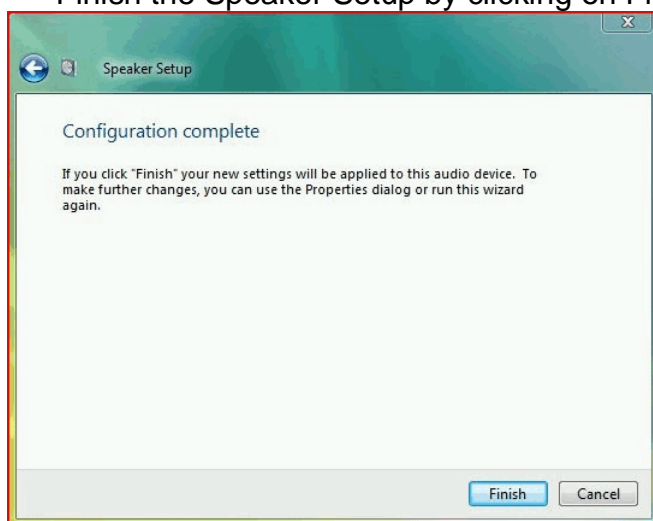 Finish the Speaker Setup by clicking on
Speaker Setup
Configuration complete
If you click "Finish" your new settings will be applied to this audio device. To
make further changes, you can use the Properties dialog or run this wizard
again.
Finish Cancel